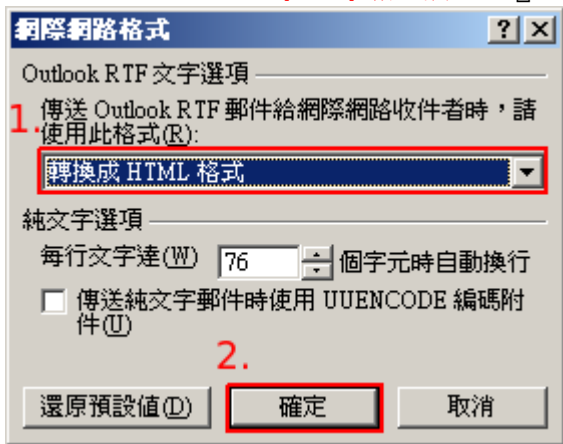 網際網路格式
Outlook RTF 文字選項
1.
傳送 Outlook RTF 郵件給網際網路收件者時，請
使用此格式(R):
轉換成 HTML 格式
純文字選項
每行文字達(W) 76 個字元時自動換行
傳送純文字郵件時使用 UUENCODE 編碼附
件(U)
2.
還原預設值(D) 確定 取消